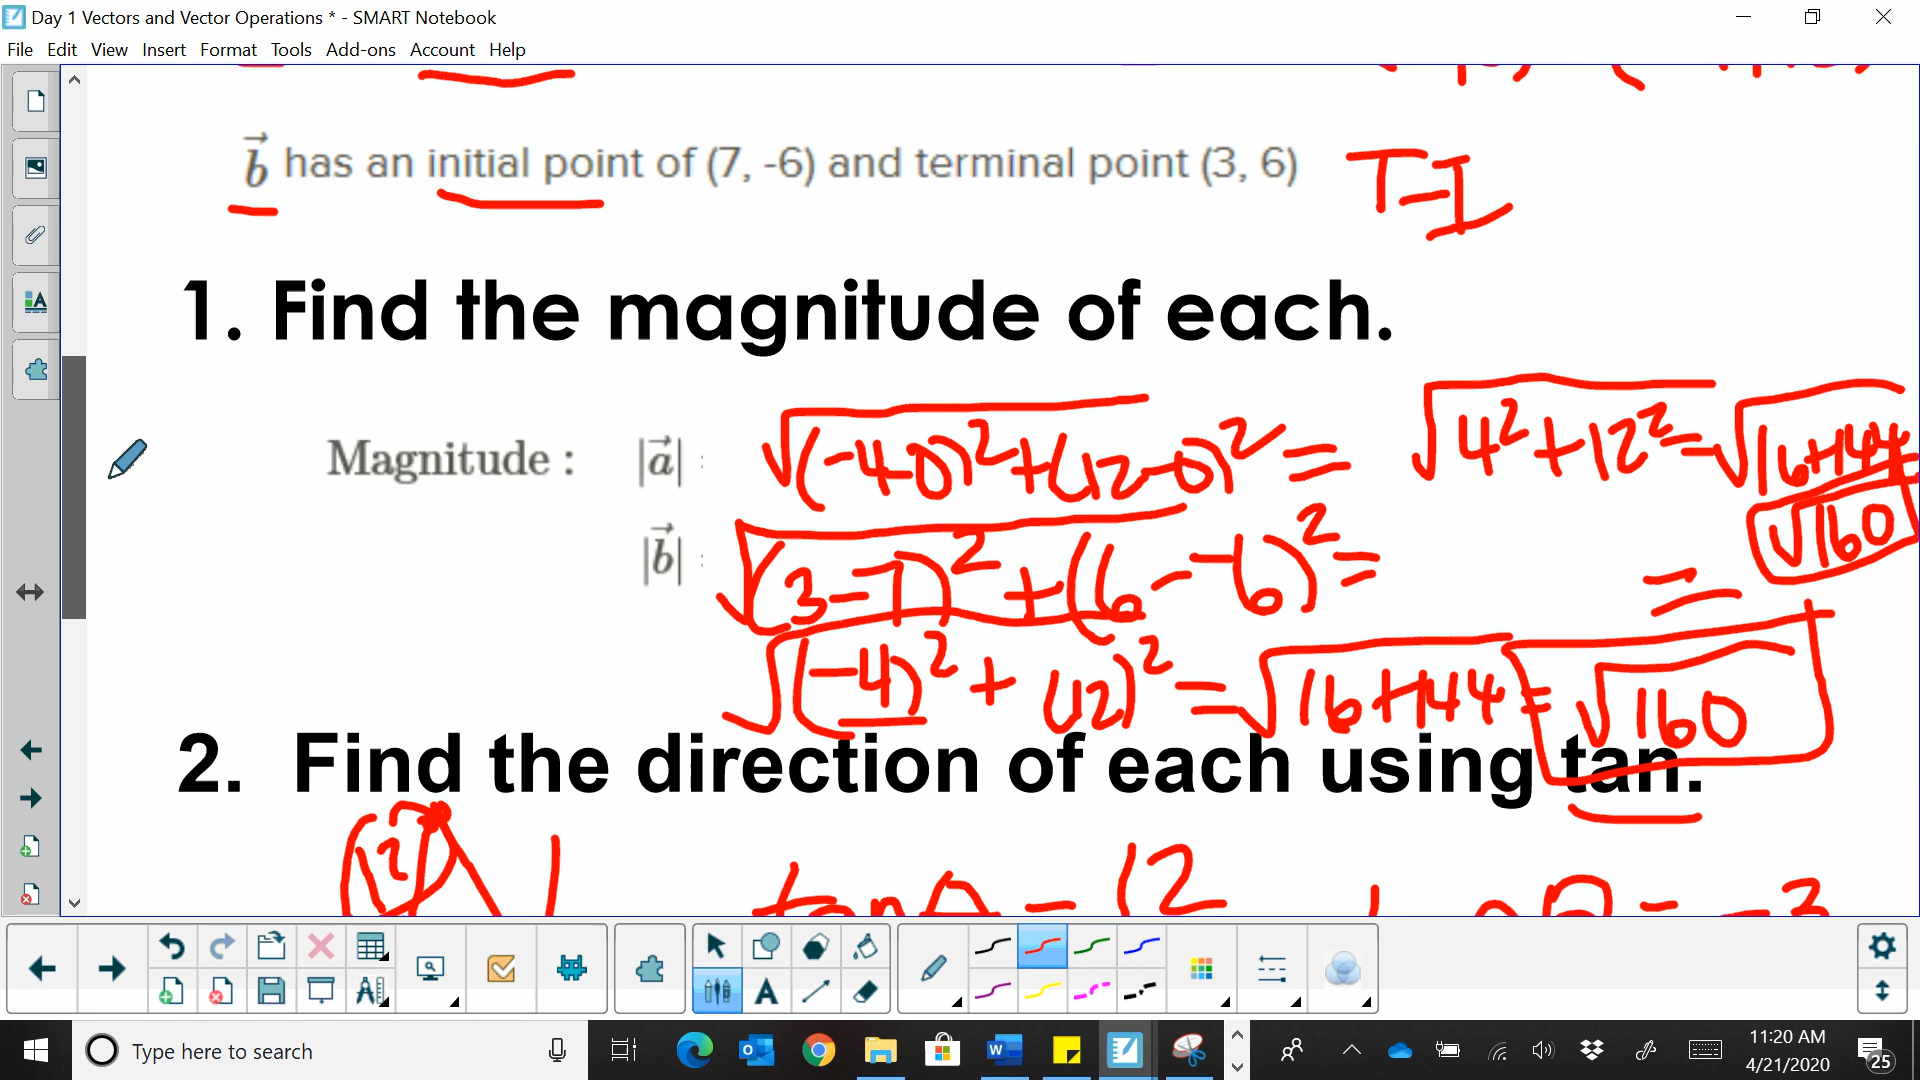 Day 1 Vectors and Vector Operations * - SMART Notebook
File Edit View Insert Format Tools Add-ons Account Help
b has an initial point of (7, -6) and terminal point (3, 6) T-I
1. Find the magnitude of each.
Magnitude : |a| : √(-4-0)²+(12-0)² = √4²+12² = √16+144
√160
|b| : √(3-7)² + (6--6)² =
=
√(-4)² + (12)² = √16+144 = √160
2. Find the direction of each using tan.
12
tan θ = 12 = -3
A
Type here to search
11:20 AM
4/21/2020
25